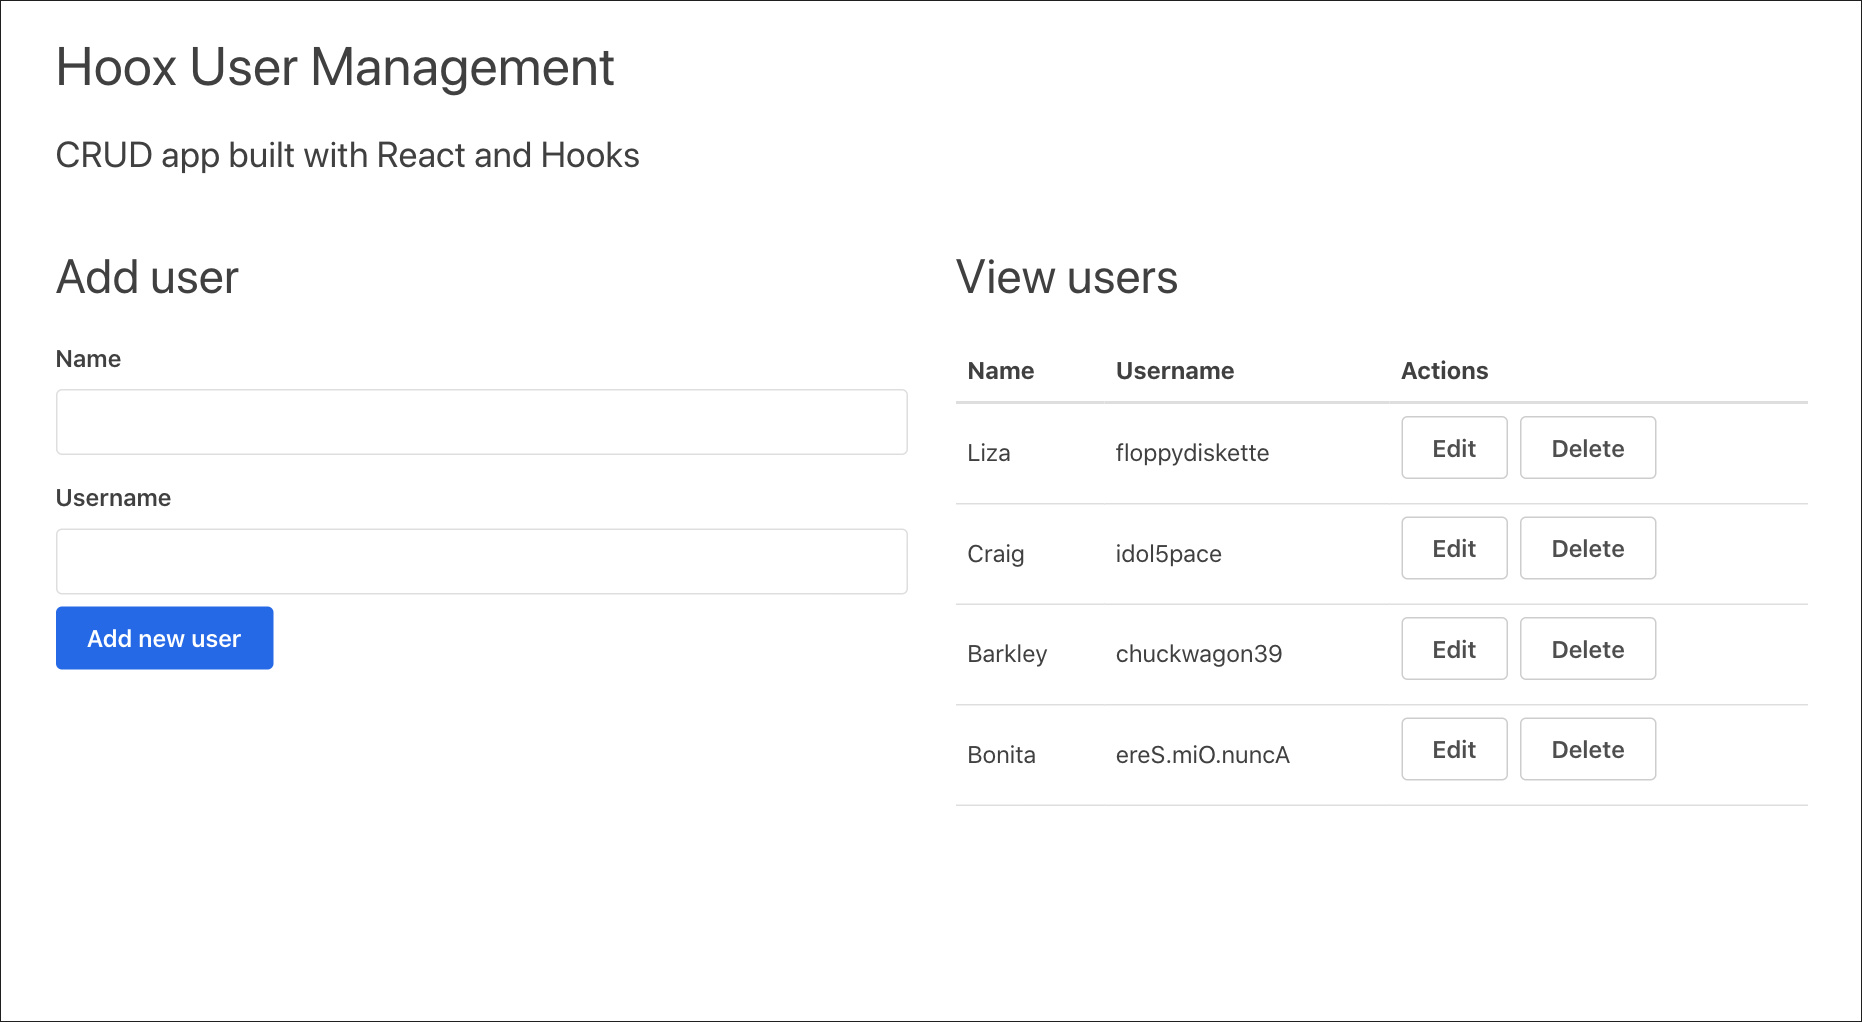 Hoox User Management
CRUD app built with React and Hooks
Add user
Name
Username
Add new user
View users
Name Username Actions
Liza floppydiskette Edit Delete
Craig idol5pace Edit Delete
Barkley chuckwagon39 Edit Delete
Bonita ereS.miO.nuncA Edit Delete